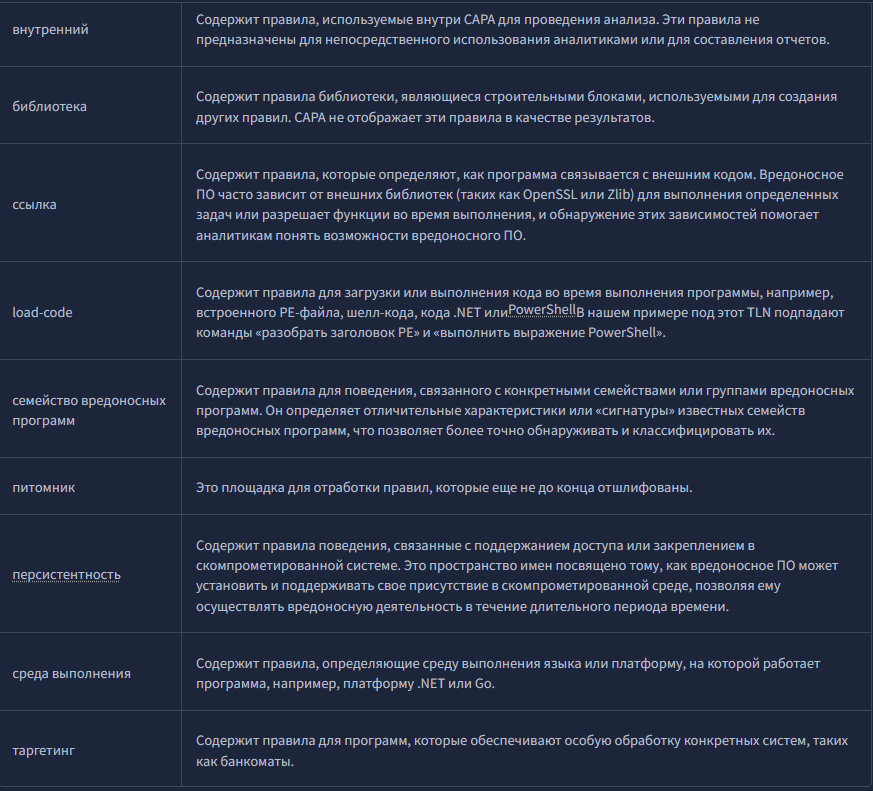 внутренний
Содержит правила, используемые внутри CAPA для проведения анализа. Эти правила не
предназначены для непосредственного использования аналитиками или для составления отчетов.
библиотека
Содержит правила библиотеки, являющиеся строительными блоками, используемыми для создания
других правил. CAPA не отображает эти правила в качестве результатов.
ссылка
Содержит правила, которые определяют, как программа связывается с внешним кодом. Вредоносное
ПО часто зависит от внешних библиотек (таких как OpenSSL или Zlib) для выполнения определенных
задач или разрешает функции во время выполнения, и обнаружение этих зависимостей помогает
аналитикам понять возможности вредоносного ПО.
load-code
Содержит правила для загрузки или выполнения кода во время выполнения программы, например,
встроенного PE-файла, шелл-кода, кода .NET илиPowerShellВ нашем примере под этот TLN подпадают
команды «разобрать заголовок PE» и «выполнить выражение PowerShell».
семейство вредоносных
программ
Содержит правила для поведения, связанного с конкретными семействами или группами вредоносных
программ. Он определяет отличительные характеристики или «сигнатуры» известных семейств
вредоносных программ, что позволяет более точно обнаруживать и классифицировать их.
питомник
Это площадка для отработки правил, которые еще не до конца отшлифованы.
персистентность
Содержит правила поведения, связанные с поддержанием доступа или закреплением в
скомпрометированной системе. Это пространство имен посвящено тому, как вредоносное ПО может
установить и поддерживать свое присутствие в скомпрометированной среде, позволяя ему
осуществлять вредоносную деятельность в течение длительного периода времени.
среда выполнения
Содержит правила, определяющие среду выполнения языка или платформу, на которой работает
программа, например, платформу .NET или Go.
таргетинг
Содержит правила для программ, которые обеспечивают особую обработку конкретных систем, таких
как банкоматы.